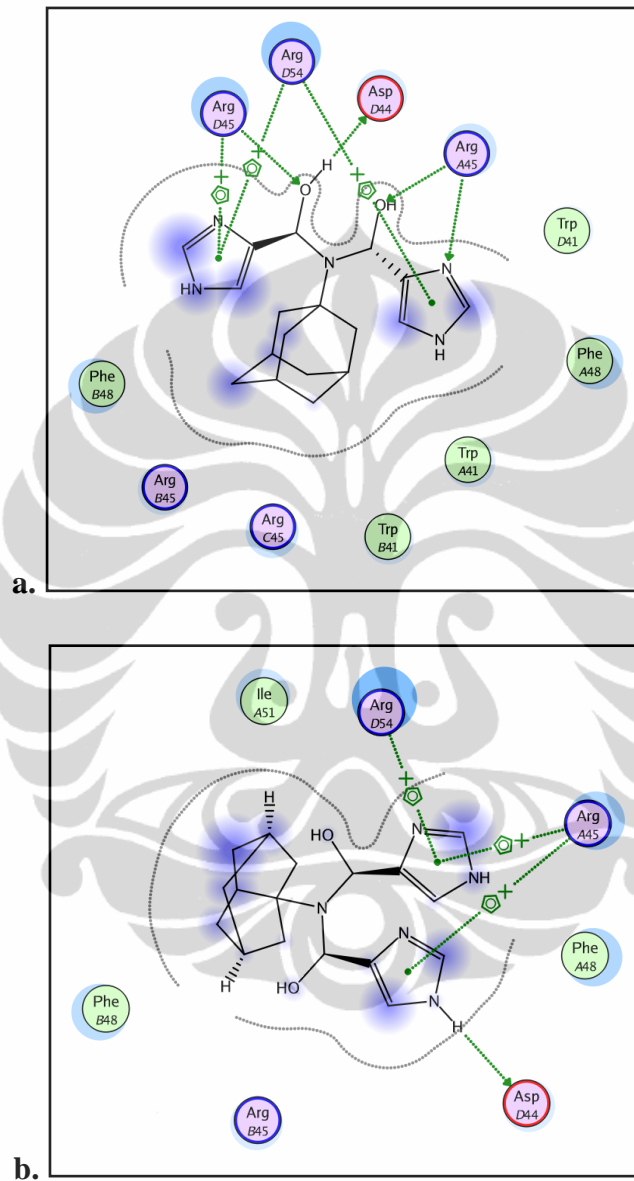 Arg
D54
Asp
D44
Arg
D45
Arg
A45
H
O
OH
Trp
D41
N
N
N
HN
N
H
Phe
A48
Phe
B48
Trp
A41
Arg
B45
Arg
C45
Trp
B41
a.
Ile
A51
Arg
D54
H
HO
N
Arg
A45
NH
N
N
Phe
A48
H
HO
N
H
Phe
B48
Asp
D44
Arg
B45
b.